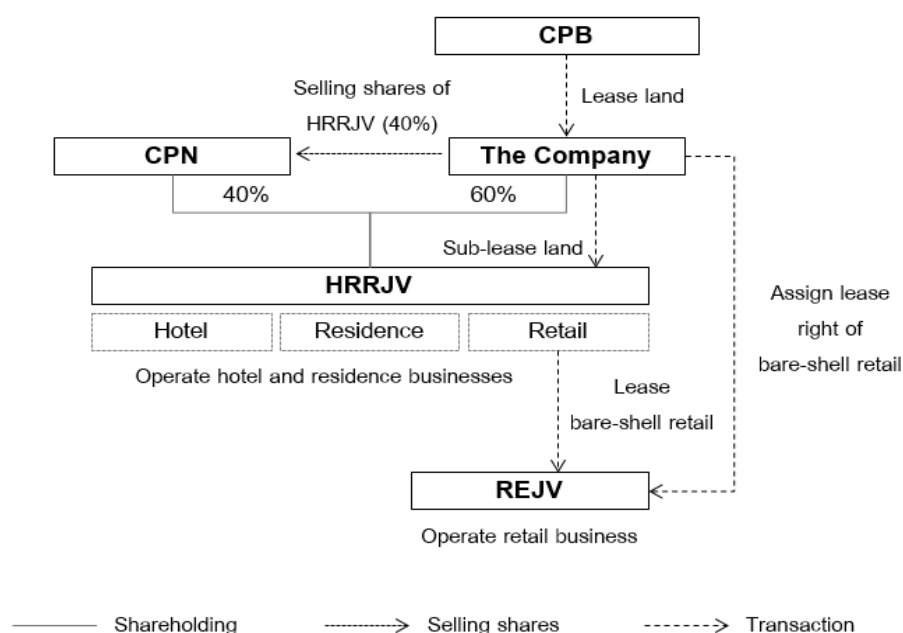 CPB
Selling shares of
HRRJV (40%)
Lease land
CPN
The Company
40%
60%
Sub-lease land
HRRJV
Hotel
Residence
Retail
Operate hotel and residence businesses
Assign lease
right of
bare-shell retail
Lease
bare-shell retail
REJV
Operate retail business
Shareholding
Selling shares
Transaction